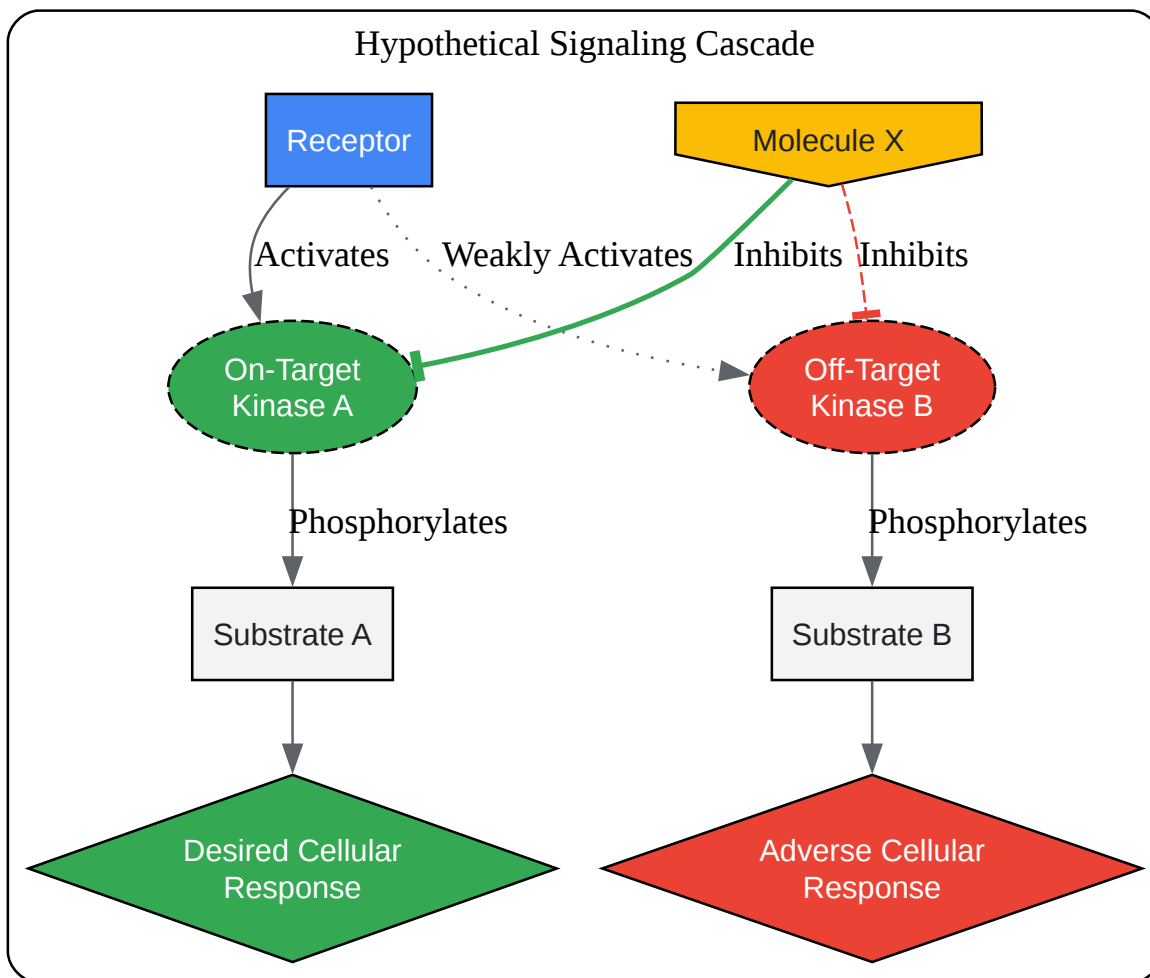 Hypothetical Signaling Cascade
Receptor
Molecule X
Activates
Weakly Activates
Inhibits
Inhibits
On-Target
Kinase A
Off-Target
Kinase B
Phosphorylates
Phosphorylates
Substrate A
Substrate B
Desired Cellular
Response
Adverse Cellular
Response